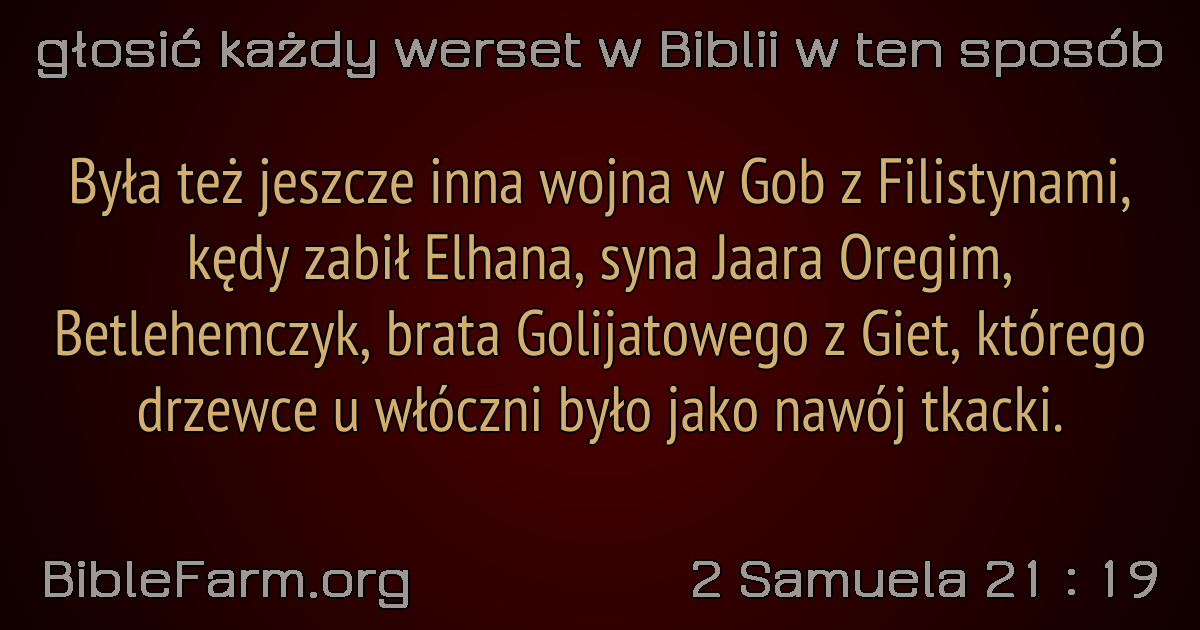 głosić każdy werset w Biblii w ten sposób
Była też jeszcze inna wojna w Gob z Filistynami,
kędy zabił Elhana, syna Jaara Oregim,
Betlehemczyk, brata Golijatowego z Giet, którego
drzewce u włóczni było jako nawój tkacki.
BibleFarm.org
2 Samuela 21 : 19